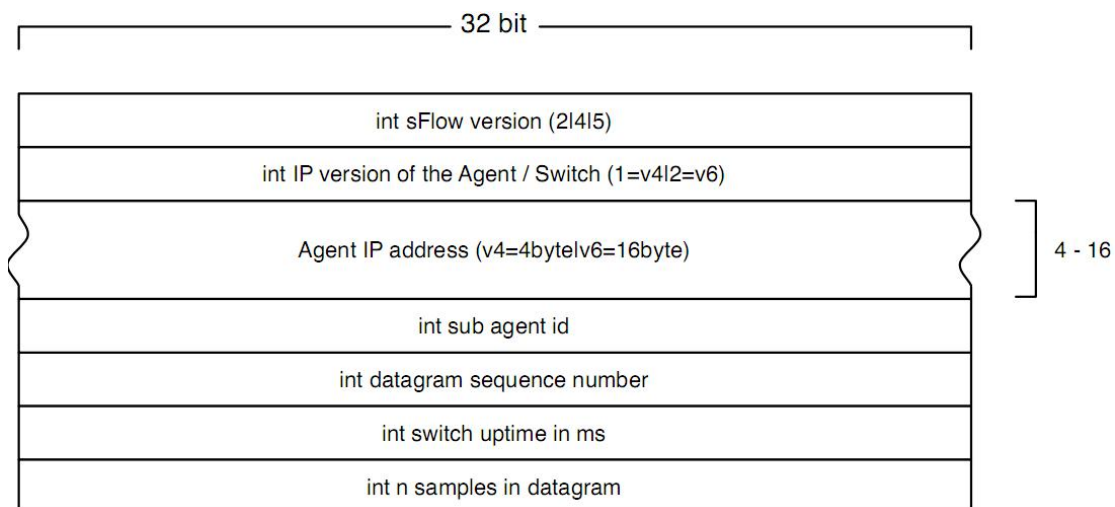 32 bit
int sFlow version (2|4|5)
int IP version of the Agent / Switch (1=v4|2=v6)
Agent IP address (v4=4byte|v6=16byte)
4 - 16
int sub agent id
int datagram sequence number
int switch uptime in ms
int n samples in datagram